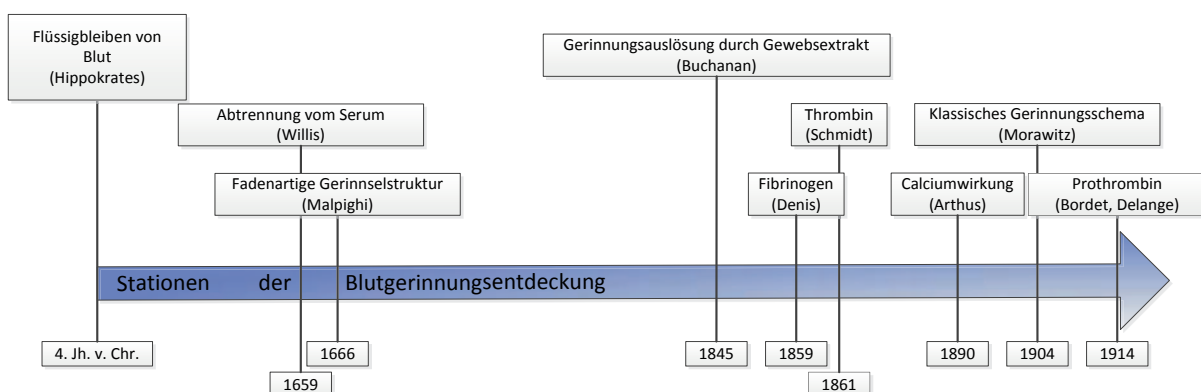 Flüssigbleiben von
Blut
(Hippokrates)
Gerinnungsauslösung durch Gewebsextrakt
(Buchanan)
Abtrennung vom Serum
(Willis)
Thrombin
(Schmidt)
Klassisches Gerinnungsschema
(Morawitz)
Fadenartige Gerinnselstruktur
(Malpighi)
Fibrinogen
(Denis)
Calciumwirkung
(Arthus)
Prothrombin
(Bordet, Delange)
Stationen der Blutgerinnungsentdeckung
4. Jh. v. Chr.
1659
1666
1845
1859
1861
1890
1904
1914